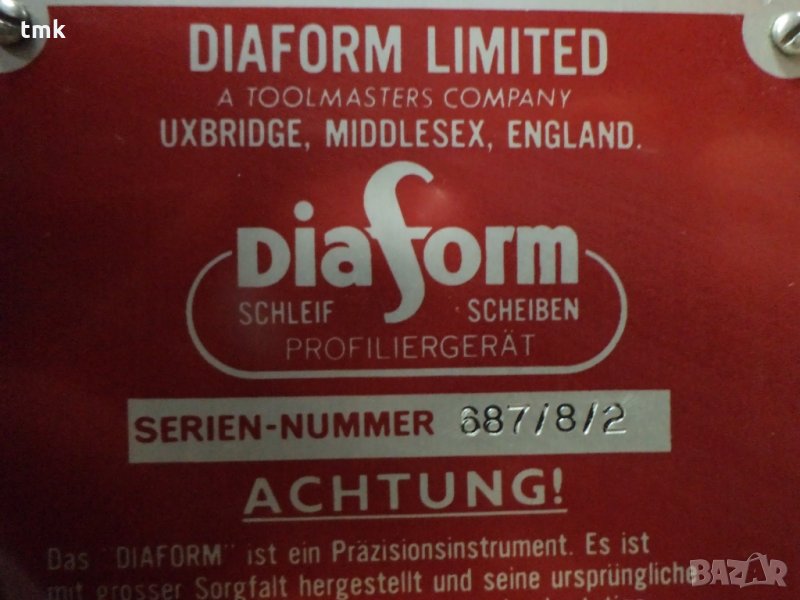 tmk
DIAFORM LIMITED
A TOOLMASTERS COMPANY
UXBRIDGE, MIDDLESEX, ENGLAND.
Diaform
SCHLEIF SCHEIBEN
PROFILIERGERÄT
SERIEN-NUMMER 687/8/2
ACHTUNG!
Das "DIAFORM" ist ein Präzisionsinstrument. Es ist
mit grosser Sorgfalt hergestellt und seine ursprüngliche
BAZAR